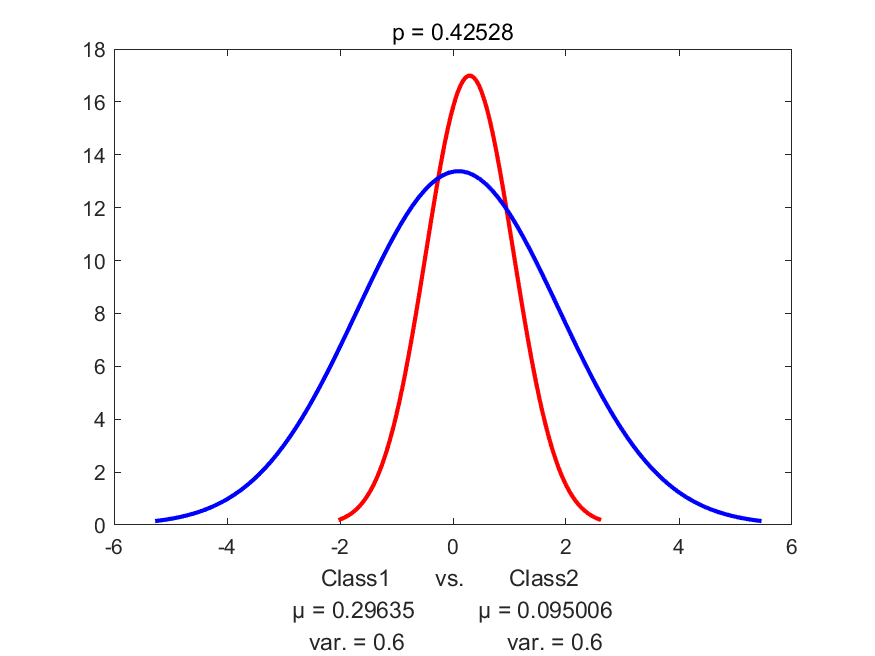 p = 0.42528
18
16
14
12
10
8
6
4
2
0
-6 -4 -2 0 2 4 6
Class1 vs. Class2
μ = 0.29635 μ = 0.095006
var. = 0.6 var. = 0.6